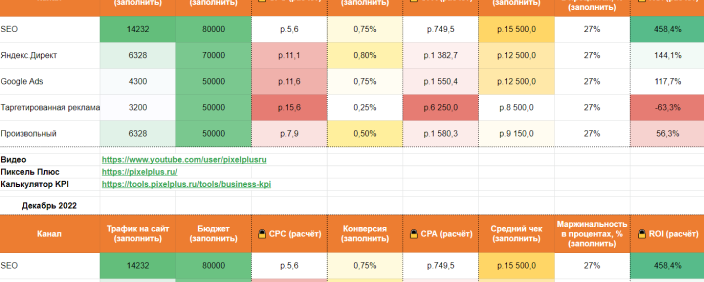 (заполнить) (заполнить) (заполнить) (заполнить) (заполнить)
SEO 14232 80000 р.5,6 0,75% р.749,5 р.15 500,0 27% 458,4%
Яндекс Директ 6328 70000 р.11,1 0,80% р.1 382,7 р.12 500,0 27% 144,1%
Google Ads 4300 50000 р.11,6 0,75% р.1 550,4 р.12 500,0 27% 117,7%
Таргетированная реклама 3200 50000 р.15,6 0,25% р.6 250,0 р.8 500,0 27% -63,3%
Произвольный 6328 50000 р.7,9 0,50% р.1 580,3 р.9 150,0 27% 56,3%
Видео https://www.youtube.com/user/pixelplusru
Пиксель Плюс https://pixelplus.ru/
Калькулятор KPI https://tools.pixelplus.ru/tools/business-kpi
Декабрь 2022
Канал Трафик на сайт (заполнить) Бюджет (заполнить) CPC (расчёт) Конверсия (заполнить) CPA (расчёт) Средний чек (заполнить) Маржинальность в процентах, % (заполнить) ROI (расчёт)
SEO 14232 80000 р.5,6 0,75% р.749,5 р.15 500,0 27% 458,4%